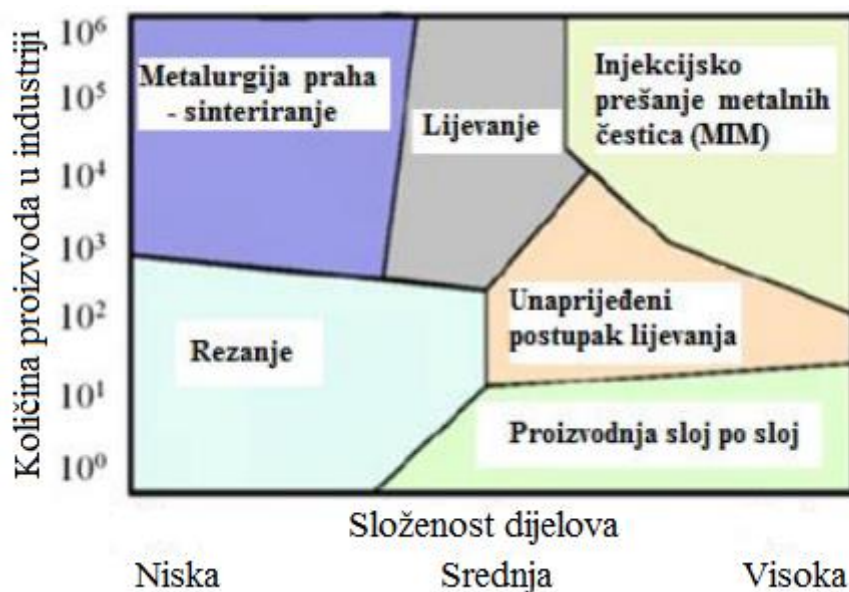 Količina proizvoda u industriji
10⁶
10⁵
10⁴
10³
10²
10¹
10⁰
Metalurgija praha
- sinteriranje
Lijevanje
Injekcijsko
prešanje metalnih
čestica (MIM)
Rezanje
Unaprijeđeni
postupak lijevanja
Proizvodnja sloj po sloj
Složenost dijelova
Niska Srednja Visoka